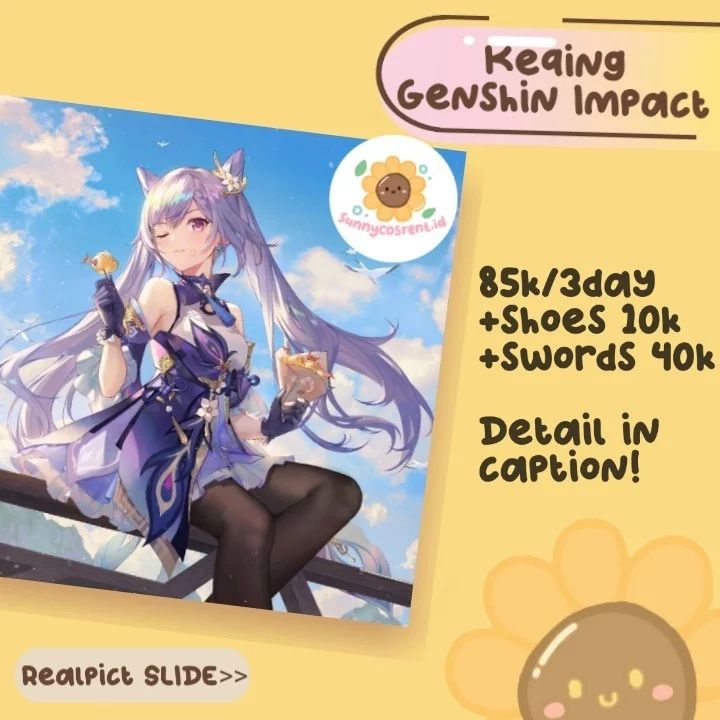 Keqing
Genshin Impact
Sunnycosrent.id
85k/3day
+Shoes 10k
+Swords 40k
Detail in
caption!
RealPict SLIDE>>